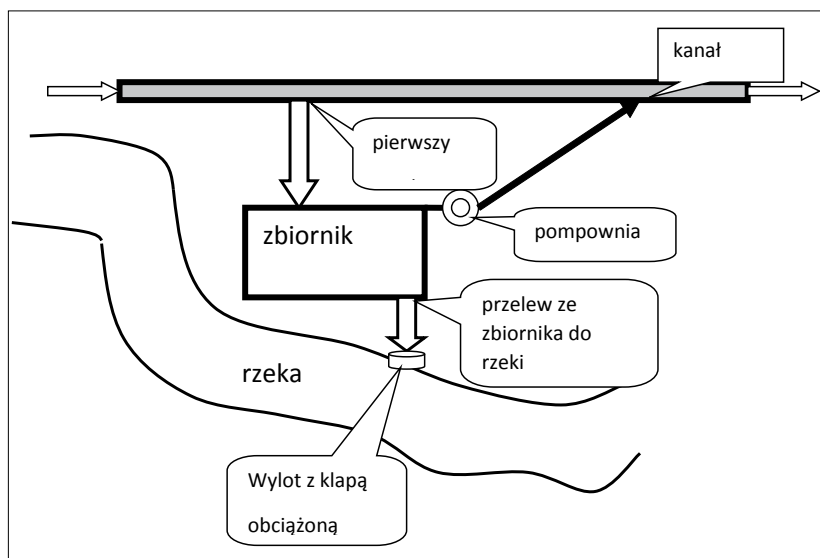 kanał
pierwszy
zbiornik
pompownia
przelew ze
zbiornika do
rzeki
rzeka
Wylot z klapą
obciążoną